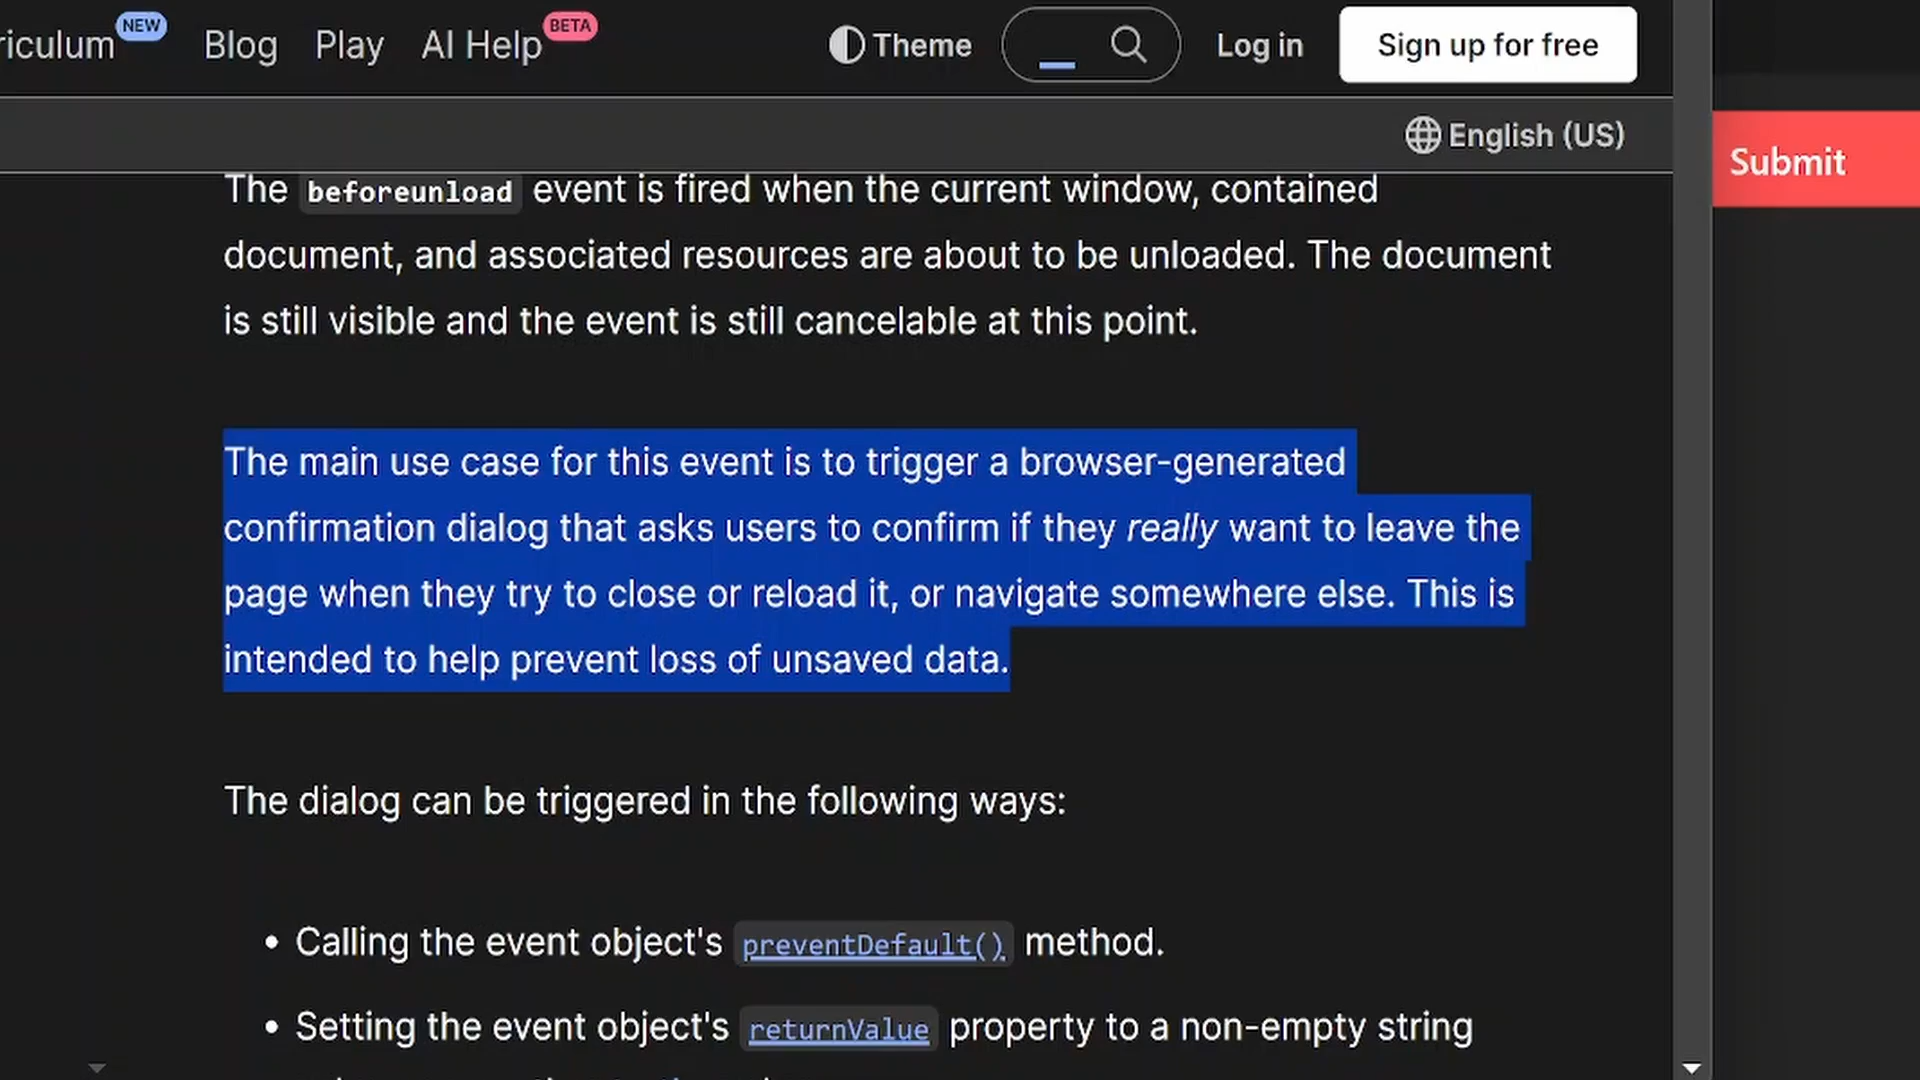 riculum NEW Blog Play AI Help BETA Theme Log in Sign up for free
English (US)
Submit
The beforeunload event is fired when the current window, contained
document, and associated resources are about to be unloaded. The document
is still visible and the event is still cancelable at this point.
The main use case for this event is to trigger a browser-generated
confirmation dialog that asks users to confirm if they really want to leave the
page when they try to close or reload it, or navigate somewhere else. This is
intended to help prevent loss of unsaved data.
The dialog can be triggered in the following ways:
• Calling the event object's preventDefault() method.
• Setting the event object's returnValue property to a non-empty string